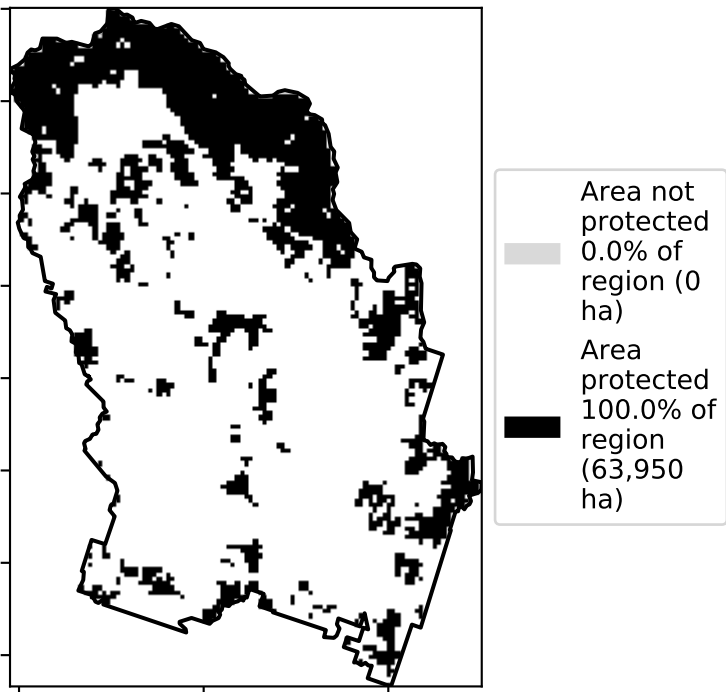 Area not
protected
0.0% of
region (0
ha)
Area
protected
100.0% of
region
(63,950
ha)